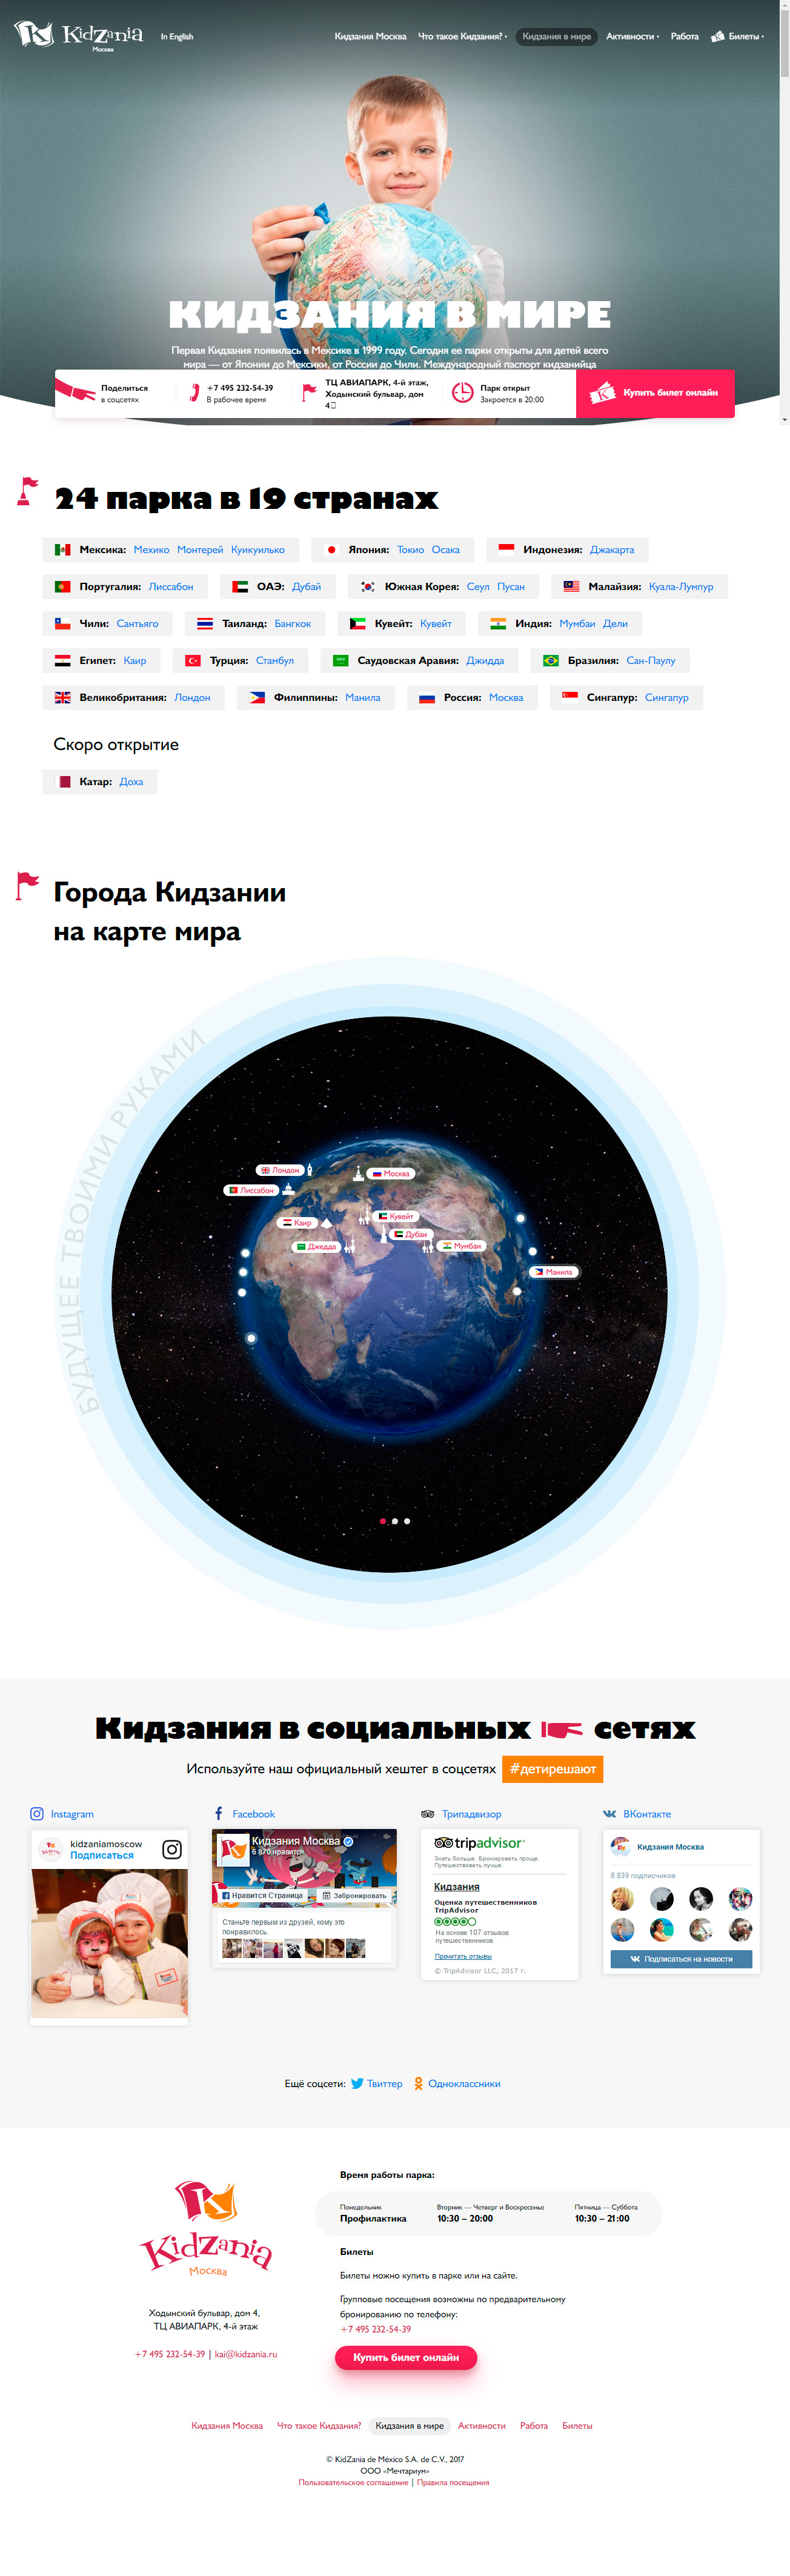 KidZania
Москва
In English
Кидзания Москва Что такое Кидзания? Кидзания в мире Активности Работа Билеты
КИДЗАНИЯ В МИРЕ
Первая Кидзания появилась в Мексике в 1999 году. Сегодня ее парки открыты для детей всего
мира — от Японии до Мексики, от России до Чили. Международный паспорт кидзанийца
Поделиться
в соцсетях
+7 495 232-54-39
В рабочее время
ТЦ АВИАПАРК, 4-й этаж,
Ходынский бульвар, дом
4
Парк открыт
Закроется в 20:00
Купить билет онлайн
24 парка в 19 странах
Мексика: Мехико Монтерей Куикуилько Япония: Токио Осака Индонезия: Джакарта
Португалия: Лиссабон ОАЭ: Дубай Южная Корея: Сеул Пусан Малайзия: Куала-Лумпур
Чили: Сантьяго Таиланд: Бангкок Кувейт: Кувейт Индия: Мумбаи Дели
Египет: Каир Турция: Стамбул Саудовская Аравия: Джидда Бразилия: Сан-Паулу
Великобритания: Лондон Филиппины: Манила Россия: Москва Сингапур: Сингапур
Скоро открытие
Катар: Доха
Города Кидзании
на карте мира
БУДУЩЕЕ ТВОИМИ РУКАМИ
Лондон
Москва
Лиссабон
Каир
Кувейт
Дубаи
Джедда
Мумбаи
Манила
Кидзания в социальных сетях
Используйте наш официальный хештег в соцсетях #детирешают
Instagram
kidzaniamoscow
Подписаться
Facebook
Кидзания Москва
6 870 нравится
Нравится Страница
Забронировать
Станьте первым из друзей, кому это
понравилось.
Трипадвизор
tripadvisor
Знать больше. Бронировать проще.
Путешествовать лучше.
Кидзания
Оценка путешественников
TripAdvisor
На основе 107 отзывов
путешественников
Прочитать отзывы
© TripAdvisor LLC, 2017 г.
ВКонтакте
Кидзания Москва
8 839 подписчиков
Подписаться на новости
Ещё соцсети: Твиттер Одноклассники
KidZania
Москва
Ходынский бульвар, дом 4,
ТЦ АВИАПАРК, 4-й этаж
+7 495 232-54-39 | kai@kidzania.ru
Время работы парка:
Понедельник
Профилактика
Вторник — Четверг и Воскресенье
10:30 – 20:00
Пятница — Суббота
10:30 – 21:00
Билеты
Билеты можно купить в парке или на сайте.
Групповые посещения возможны по предварительному
бронированию по телефону:
+7 495 232-54-39
Купить билет онлайн
Кидзания Москва Что такое Кидзания? Кидзания в мире Активности Работа Билеты
© KidZania de México S.A. de C.V., 2017
ООО «Мечтариум»
Пользовательское соглашение | Правила посещения